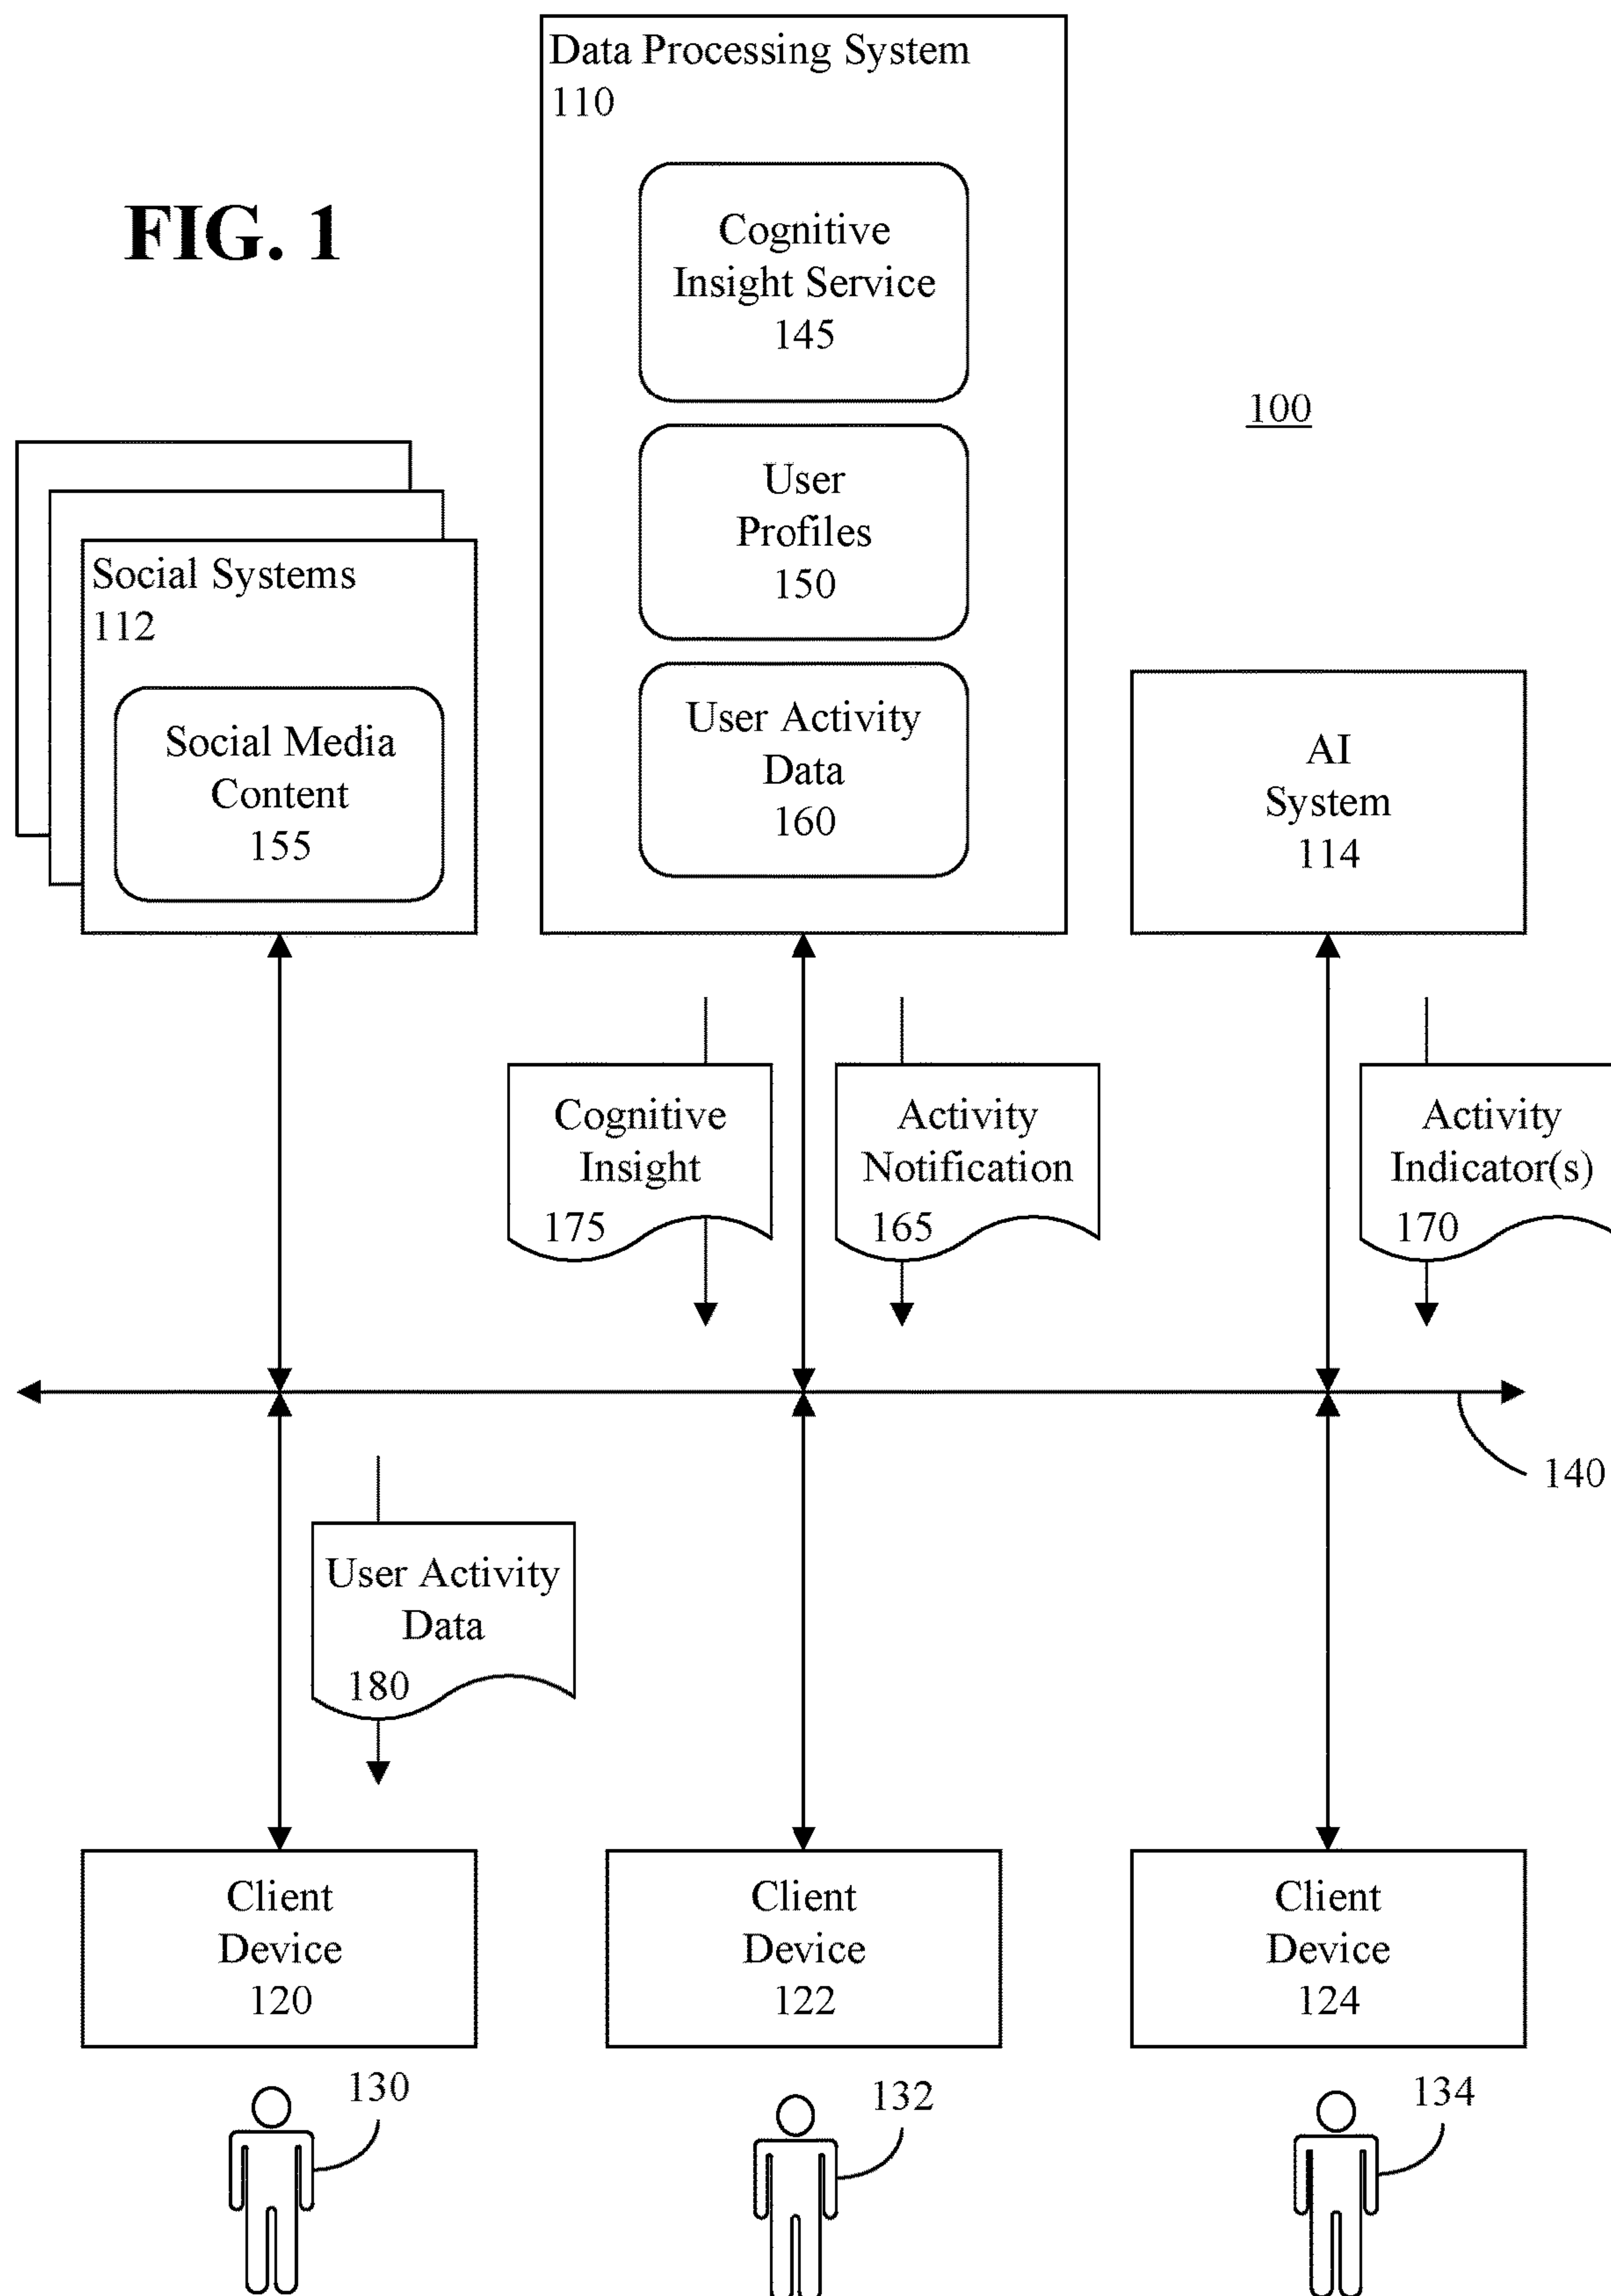 Data Processing System
110
FIG. 1
Cognitive
Insight Service
145
100
User
Profiles
150
Social Systems
112
Social Media
Content
155
User Activity
Data
160
AI
System
114
Cognitive
Insight
175
Activity
Notification
165
Activity
Indicator(s)
170
140
User Activity
Data
180
Client
Device
120
Client
Device
122
Client
Device
124
130
132
134